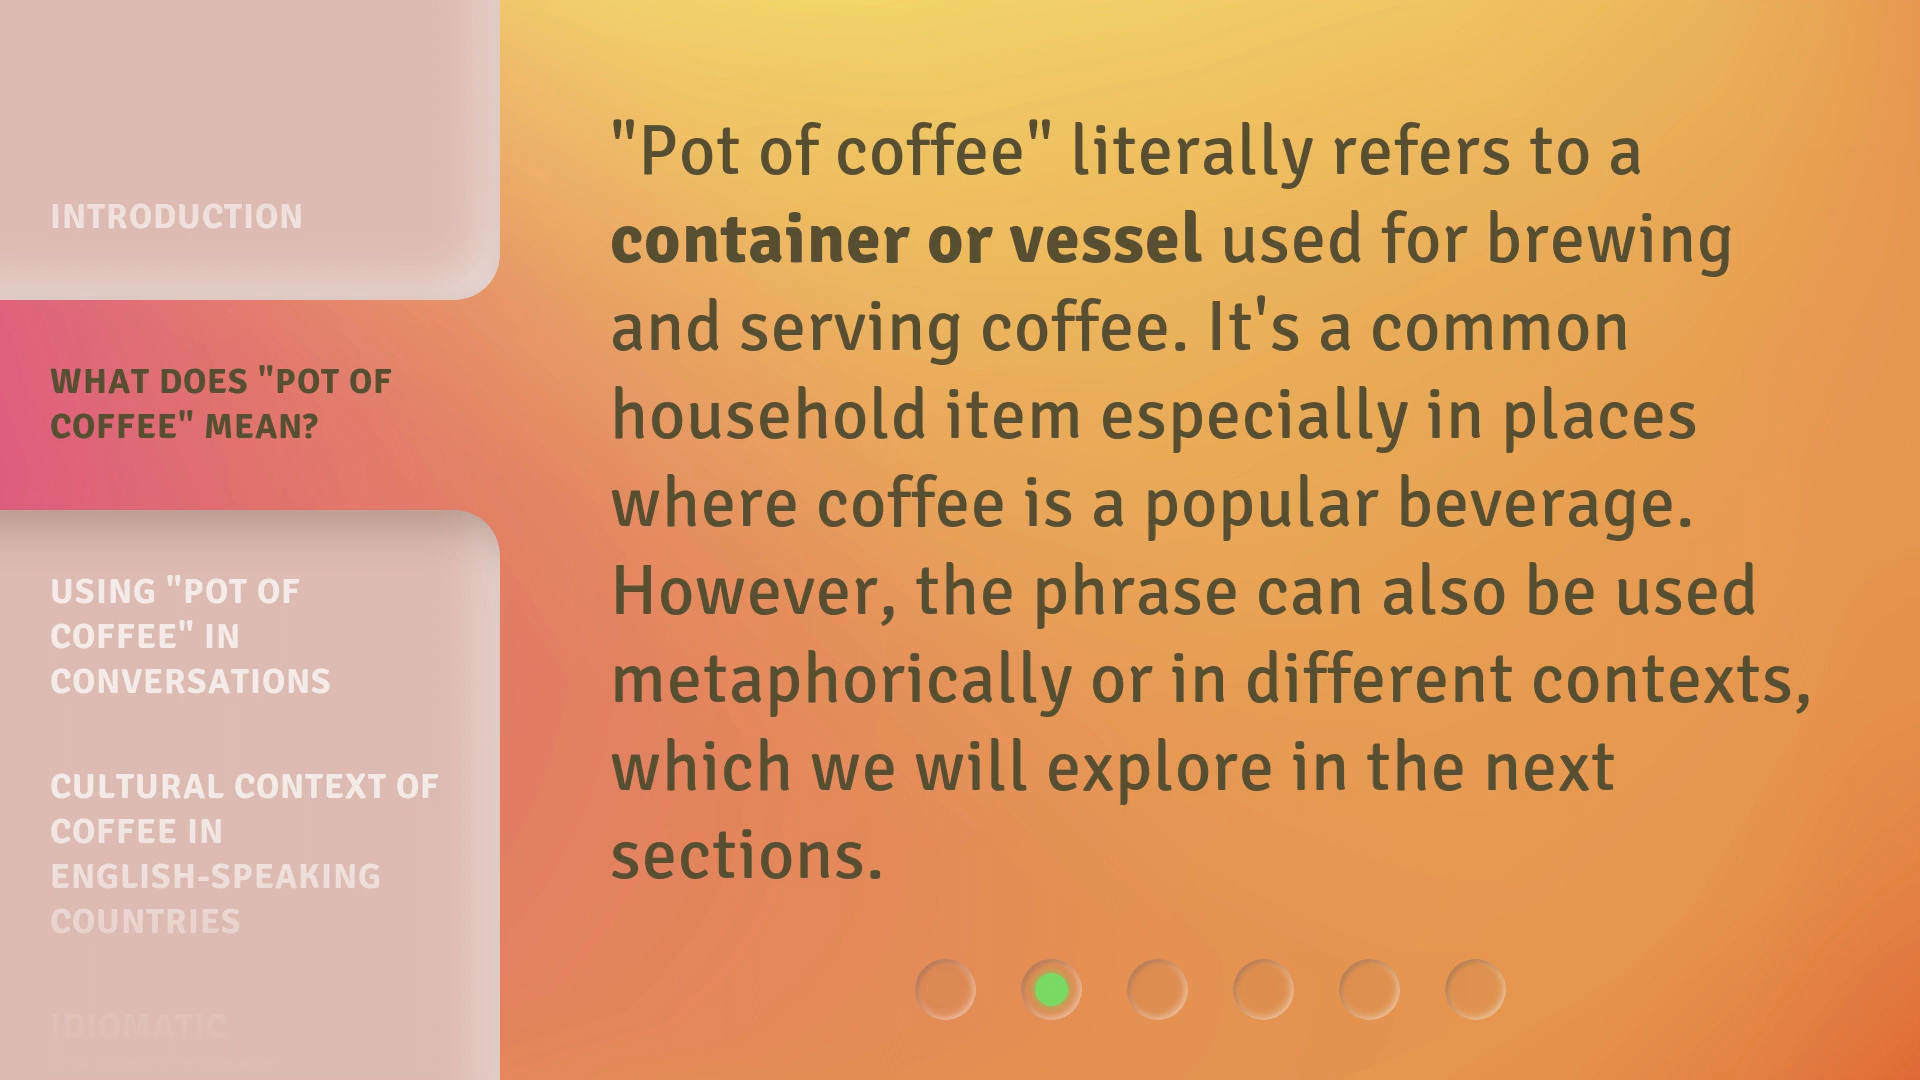 INTRODUCTION
WHAT DOES "POT OF
COFFEE" MEAN?
USING "POT OF
COFFEE" IN
CONVERSATIONS
CULTURAL CONTEXT OF
COFFEE IN
ENGLISH-SPEAKING
COUNTRIES
IDIOMATIC
"Pot of coffee" literally refers to a
container or vessel used for brewing
and serving coffee. It's a common
household item especially in places
where coffee is a popular beverage.
However, the phrase can also be used
metaphorically or in different contexts,
which we will explore in the next
sections.